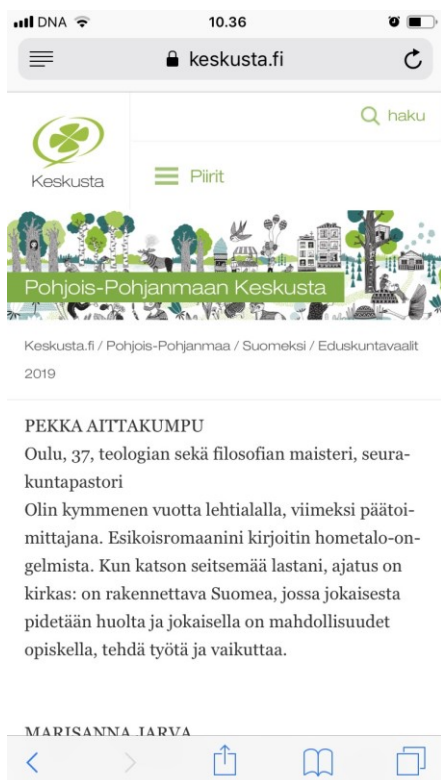 DNA
10.36
keskusta.fi
haku
Keskusta
Piirit
Pohjois-Pohjanmaan Keskusta
Keskusta.fi / Pohjois-Pohjanmaa / Suomeksi / Eduskuntavaalit
2019
PEKKA AITTAKUMPU
Oulu, 37, teologian sekä filosofian maisteri, seura-
kuntapastori
Olin kymmenen vuotta lehtialalla, viimeksi päätoi-
mittajana. Esikoisromaanini kirjoitin hometalo-on-
gelmista. Kun katson seitsemää lastani, ajatus on
kirkas: on rakennettava Suomea, jossa jokaisesta
pidetään huolta ja jokaisella on mahdollisuudet
opiskella, tehdä työtä ja vaikuttaa.
MARISANNA JARVA